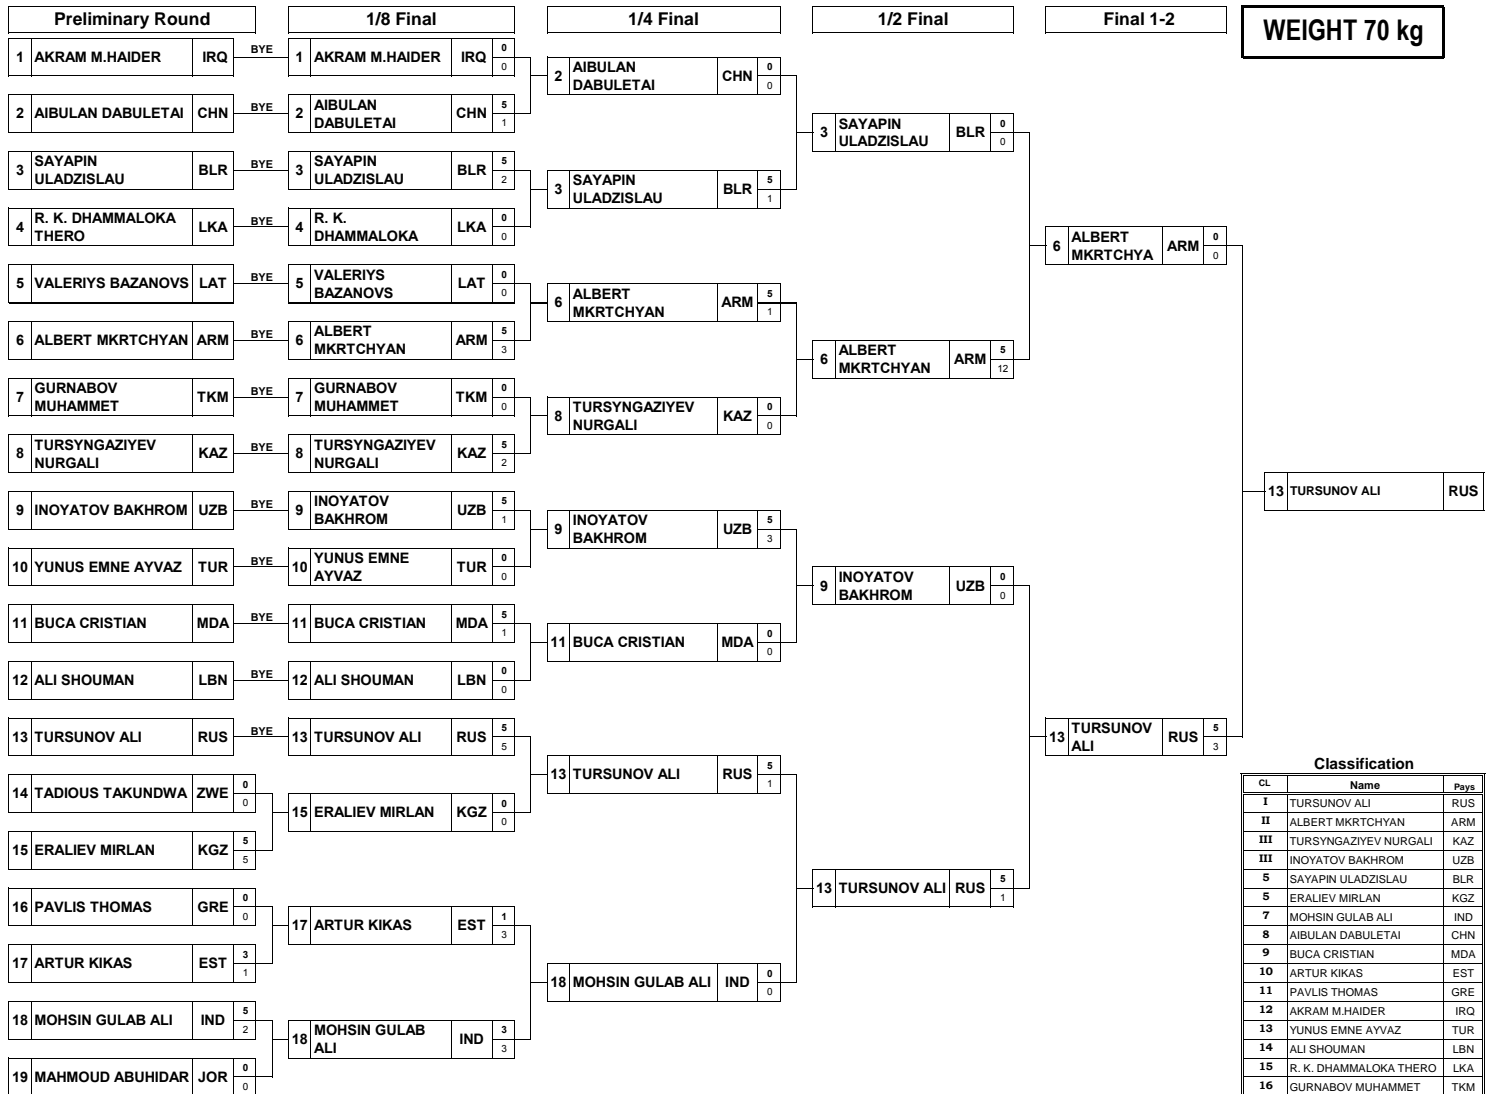 Preliminary Round
1/8 Final
1/4 Final
1/2 Final
Final 1-2
WEIGHT 70 kg
1 AKRAM M.HAIDER IRQ
BYE
2 AIBULAN DABULETAI CHN
BYE
3 SAYAPIN
ULADZISLAU BLR
BYE
4 R. K. DHAMMALOKA
THERO LKA
BYE
5 VALERIYS BAZANOVS LAT
BYE
6 ALBERT MKRTCHYAN ARM
BYE
7 GURNABOV
MUHAMMET TKM
BYE
8 TURSYNGAZIYEV
NURGALI KAZ
BYE
9 INOYATOV BAKHROM UZB
BYE
10 YUNUS EMNE AYVAZ TUR
BYE
11 BUCA CRISTIAN MDA
BYE
12 ALI SHOUMAN LBN
BYE
13 TURSUNOV ALI RUS
BYE
14 TADIOUS TAKUNDWA ZWE 0
0
15 ERALIEV MIRLAN KGZ 5
5
16 PAVLIS THOMAS GRE 0
0
17 ARTUR KIKAS EST 3
1
18 MOHSIN GULAB ALI IND 5
2
19 MAHMOUD ABUHIDAR JOR 0
0
1 AKRAM M.HAIDER IRQ 0
0
2 AIBULAN
DABULETAI CHN 5
1
3 SAYAPIN
ULADZISLAU BLR 5
2
4 R. K.
DHAMMALOKA LKA 0
0
5 VALERIYS
BAZANOVS LAT 0
0
6 ALBERT
MKRTCHYAN ARM 5
3
7 GURNABOV
MUHAMMET TKM 0
0
8 TURSYNGAZIYEV
NURGALI KAZ 5
2
9 INOYATOV
BAKHROM UZB 5
1
10 YUNUS EMNE
AYVAZ TUR 0
0
11 BUCA CRISTIAN MDA 5
1
12 ALI SHOUMAN LBN 0
0
13 TURSUNOV ALI RUS 5
5
15 ERALIEV MIRLAN KGZ 0
0
17 ARTUR KIKAS EST 1
3
18 MOHSIN GULAB
ALI IND 3
3
2 AIBULAN
DABULETAI CHN 0
0
3 SAYAPIN
ULADZISLAU BLR 5
1
6 ALBERT
MKRTCHYAN ARM 5
1
8 TURSYNGAZIYEV
NURGALI KAZ 0
0
9 INOYATOV
BAKHROM UZB 5
3
11 BUCA CRISTIAN MDA 0
0
13 TURSUNOV ALI RUS 5
1
18 MOHSIN GULAB ALI IND 0
0
3 SAYAPIN
ULADZISLAU BLR 0
0
6 ALBERT
MKRTCHYAN ARM 5
12
9 INOYATOV
BAKHROM UZB 0
0
13 TURSUNOV ALI RUS 5
1
6 ALBERT
MKRTCHYA ARM 0
0
13 TURSUNOV
ALI RUS 5
3
13 TURSUNOV ALI RUS
Classification
CL Name Pays
I TURSUNOV ALI RUS
II ALBERT MKRTCHYAN ARM
III TURSYNGAZIYEV NURGALI KAZ
III INOYATOV BAKHROM UZB
5 SAYAPIN ULADZISLAU BLR
5 ERALIEV MIRLAN KGZ
7 MOHSIN GULAB ALI IND
8 AIBULAN DABULETAI CHN
9 BUCA CRISTIAN MDA
10 ARTUR KIKAS EST
11 PAVLIS THOMAS GRE
12 AKRAM M.HAIDER IRQ
13 YUNUS EMNE AYVAZ TUR
14 ALI SHOUMAN LBN
15 R. K. DHAMMALOKA THERO LKA
16 GURNABOV MUHAMMET TKM